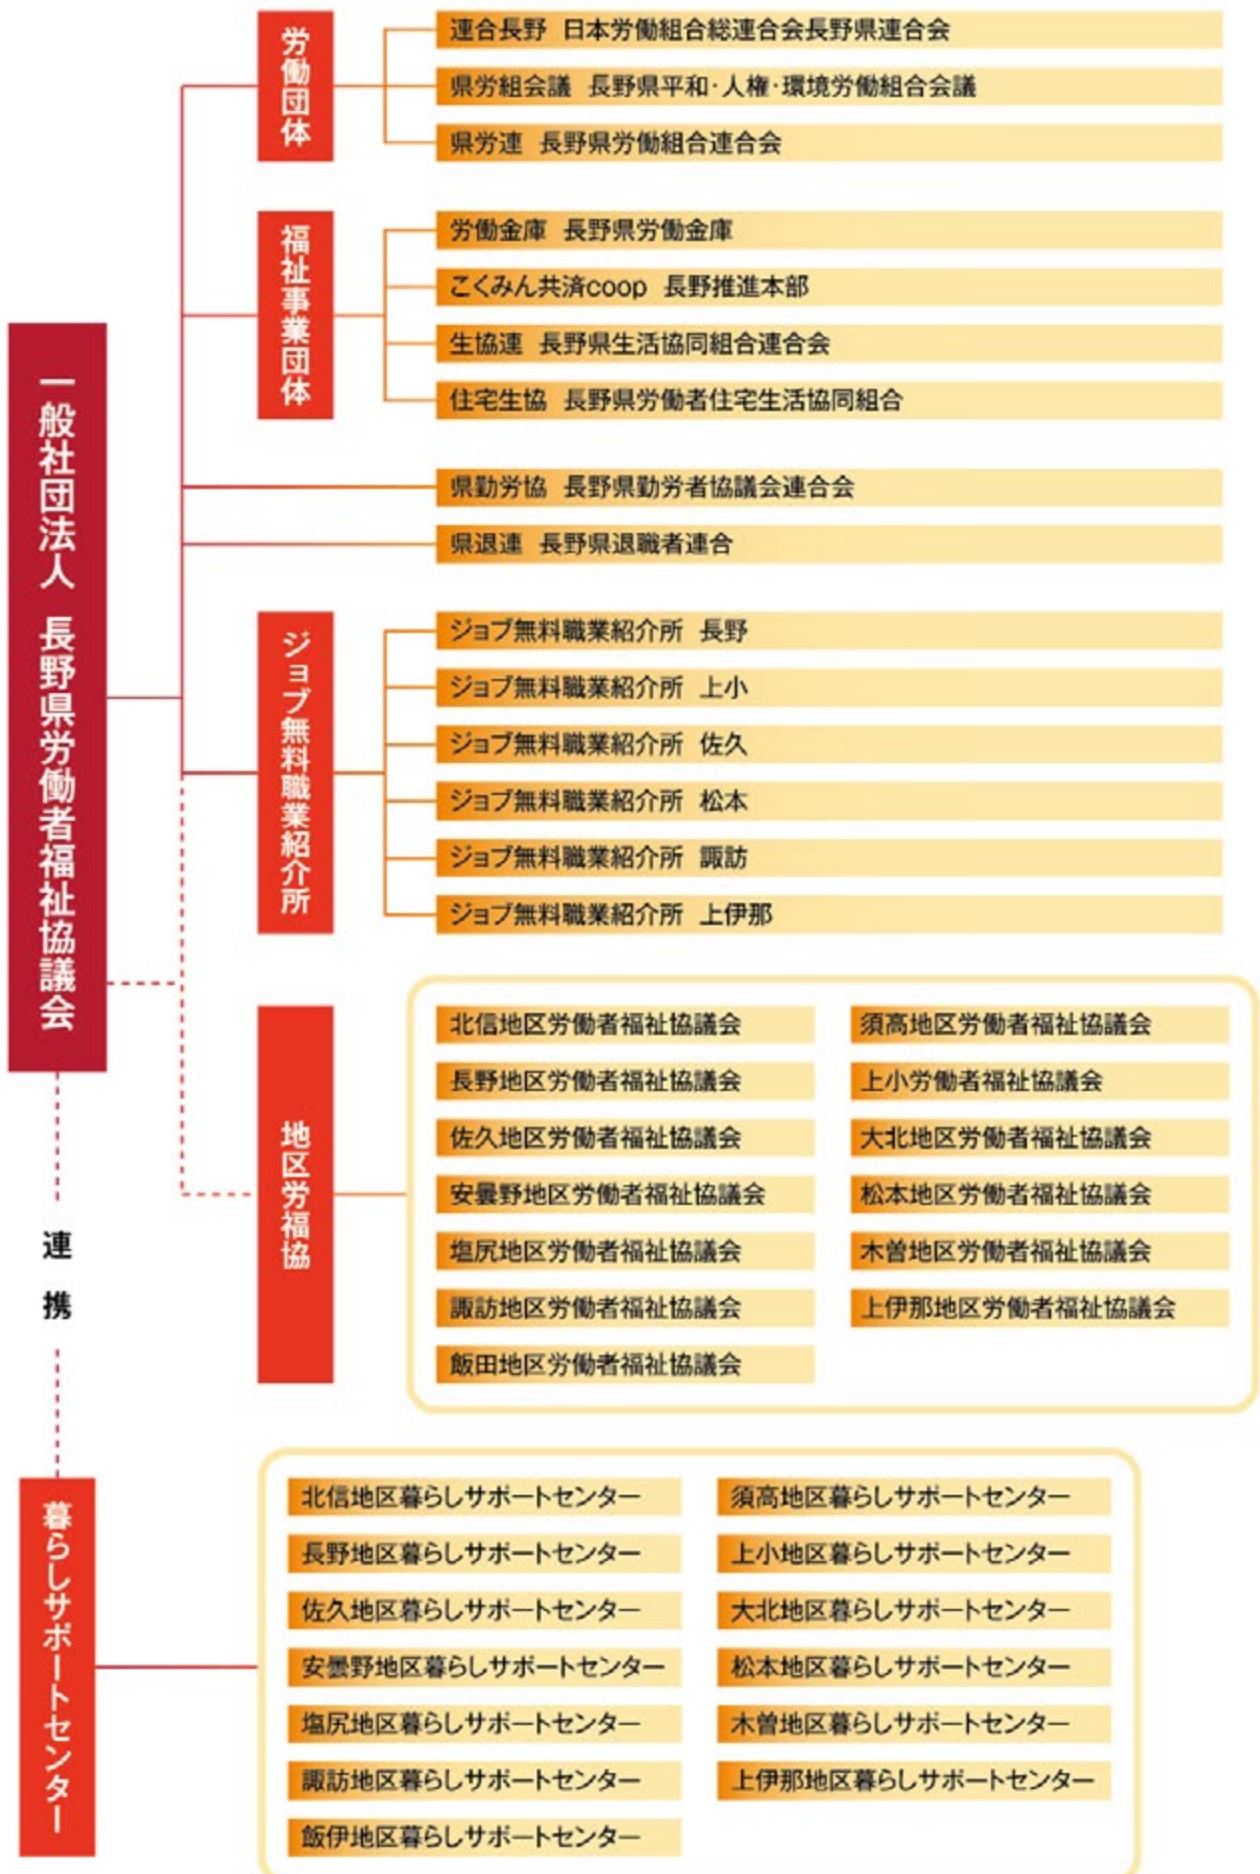 一般社団法人 長野県労働者福祉協議会
労働団体
連合長野 日本労働組合総連合会長野県連合会
県労組会議 長野県平和・人権・環境労働組合会議
県労連 長野県労働組合連合会
福祉事業団体
労働金庫 長野県労働金庫
こくみん共済coop 長野推進本部
生協連 長野県生活協同組合連合会
住宅生協 長野県労働者住宅生活協同組合
県勤労協 長野県勤労者協議会連合会
県退連 長野県退職者連合
ジョブ無料職業紹介所
ジョブ無料職業紹介所 長野
ジョブ無料職業紹介所 上小
ジョブ無料職業紹介所 佐久
ジョブ無料職業紹介所 松本
ジョブ無料職業紹介所 諏訪
ジョブ無料職業紹介所 上伊那
地区労福協
北信地区労働者福祉協議会
須高地区労働者福祉協議会
長野地区労働者福祉協議会
上小労働者福祉協議会
佐久地区労働者福祉協議会
大北地区労働者福祉協議会
安曇野地区労働者福祉協議会
松本地区労働者福祉協議会
塩尻地区労働者福祉協議会
木曽地区労働者福祉協議会
諏訪地区労働者福祉協議会
上伊那地区労働者福祉協議会
飯田地区労働者福祉協議会
連携
暮らしサポートセンター
北信地区暮らしサポートセンター
須高地区暮らしサポートセンター
長野地区暮らしサポートセンター
上小地区暮らしサポートセンター
佐久地区暮らしサポートセンター
大北地区暮らしサポートセンター
安曇野地区暮らしサポートセンター
松本地区暮らしサポートセンター
塩尻地区暮らしサポートセンター
木曽地区暮らしサポートセンター
諏訪地区暮らしサポートセンター
上伊那地区暮らしサポートセンター
飯伊地区暮らしサポートセンター